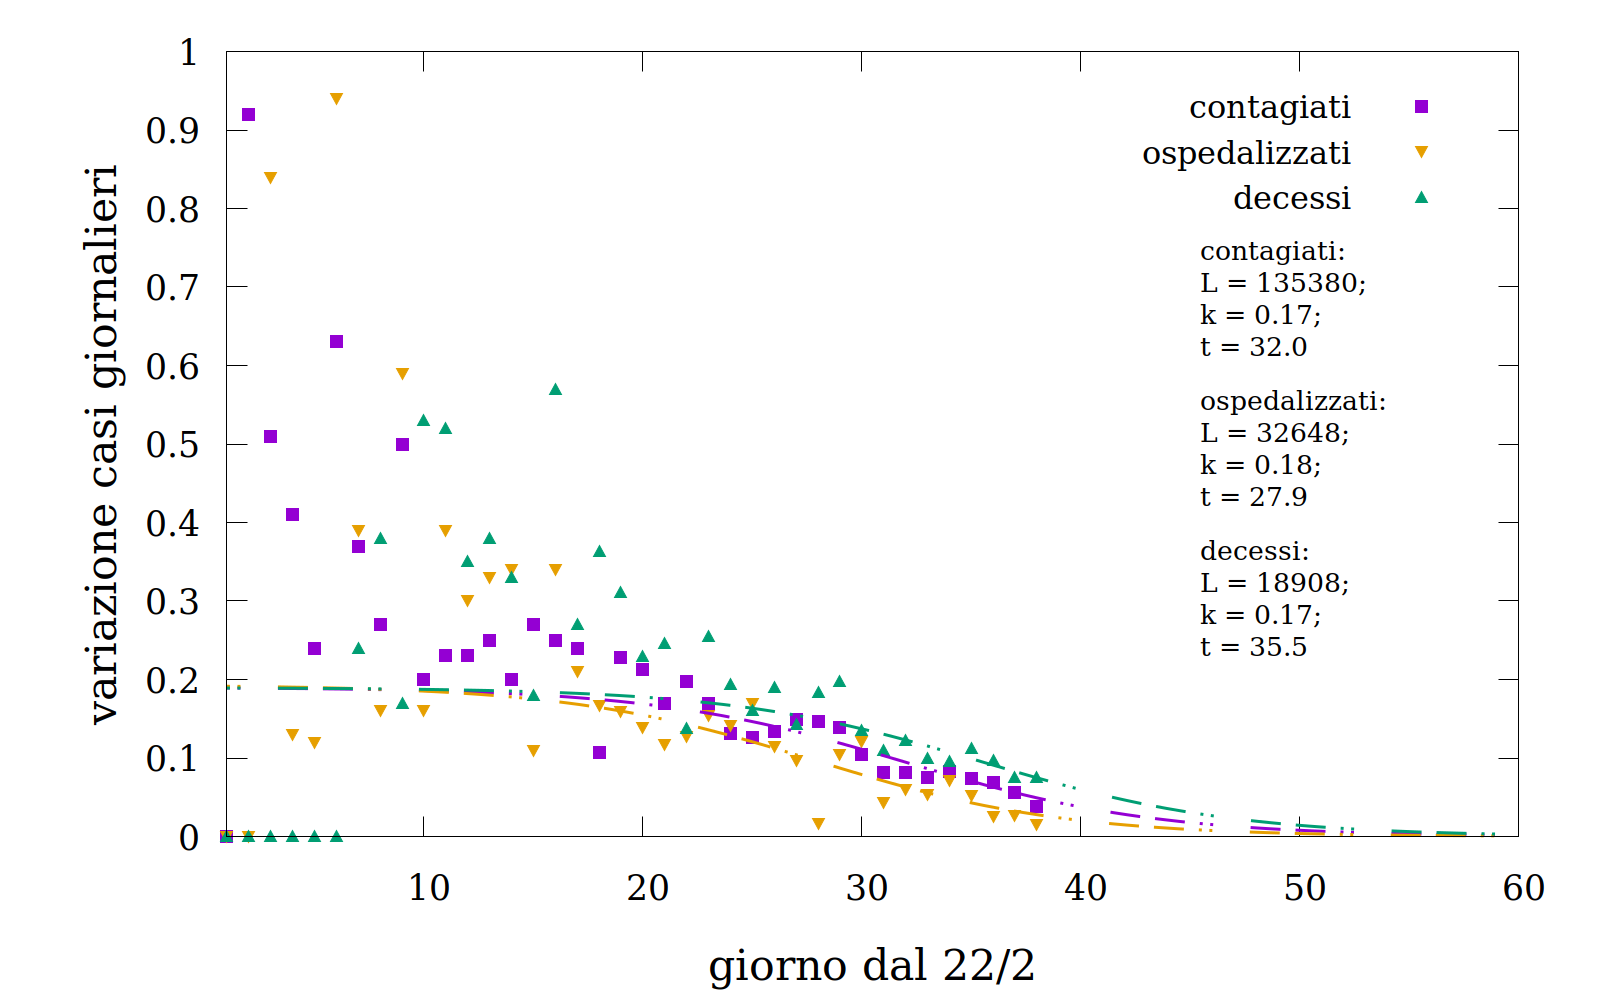 1
0.9
0.8
0.7
0.6
0.5
0.4
0.3
0.2
0.1
0
variazione casi giornalieri
contagiati
ospedalizzati
decessi
contagiati:
L = 135380;
k = 0.17;
t = 32.0
ospedalizzati:
L = 32648;
k = 0.18;
t = 27.9
decessi:
L = 18908;
k = 0.17;
t = 35.5
10 20 30 40 50 60
giorno dal 22/2